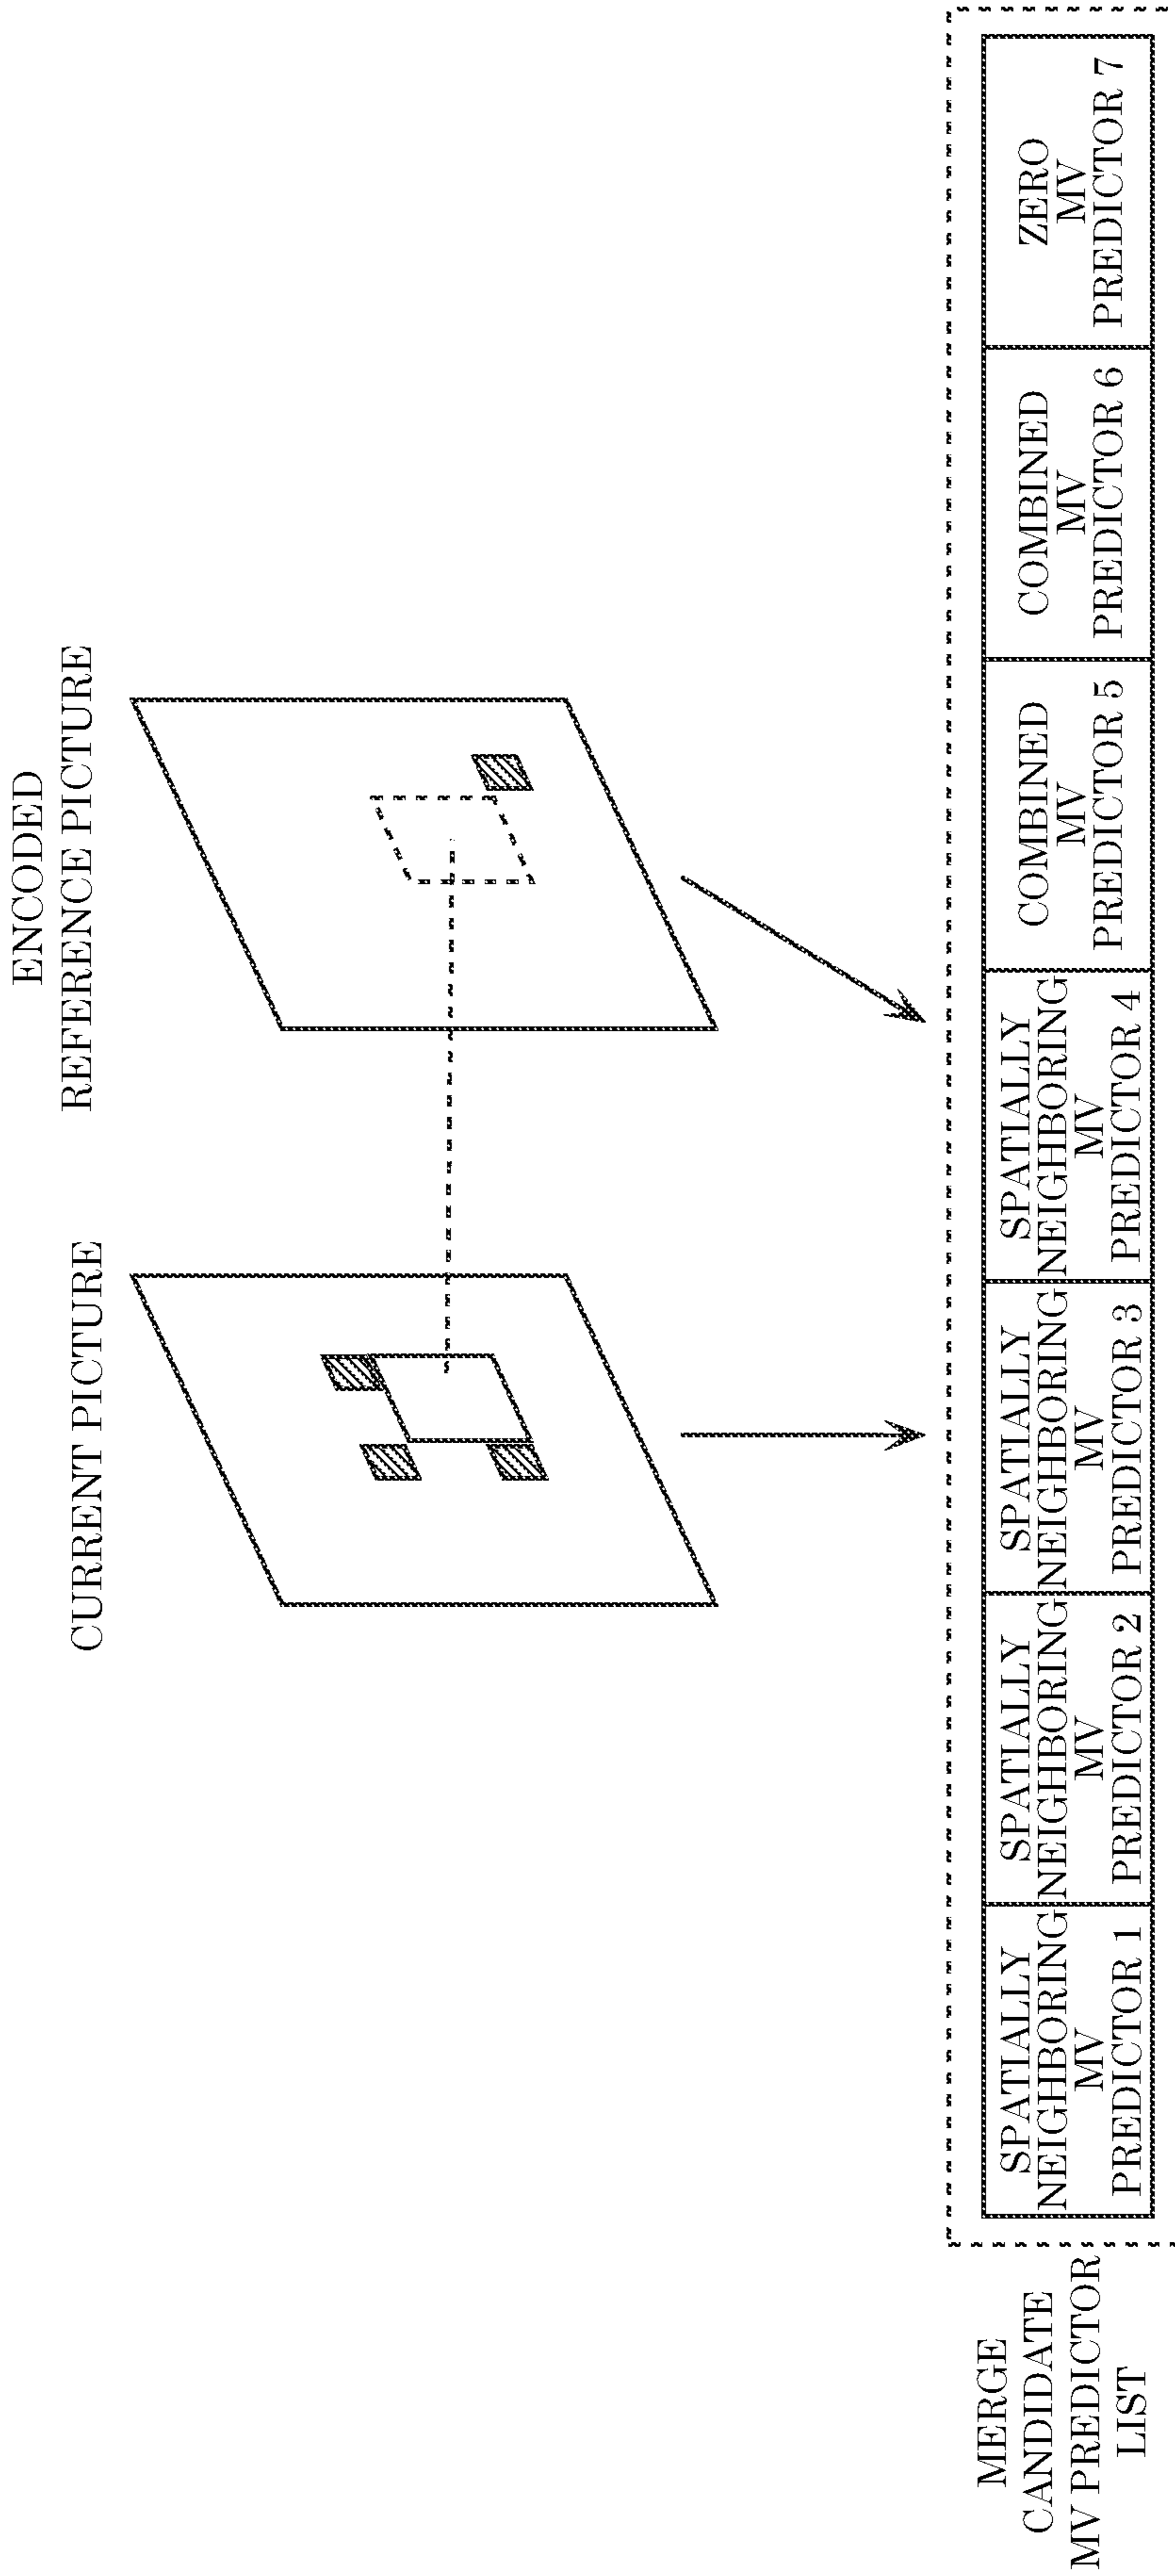 ENCODED
REFERENCE PICTURE
CURRENT PICTURE
MERGE
CANDIDATE
MV PREDICTOR
LIST
SPATIALLY
NEIGHBORING
MV
PREDICTOR 1
SPATIALLY
NEIGHBORING
MV
PREDICTOR 2
SPATIALLY
NEIGHBORING
MV
PREDICTOR 3
SPATIALLY
NEIGHBORING
MV
PREDICTOR 4
COMBINED
MV
PREDICTOR 5
COMBINED
MV
PREDICTOR 6
ZERO
MV
PREDICTOR 7